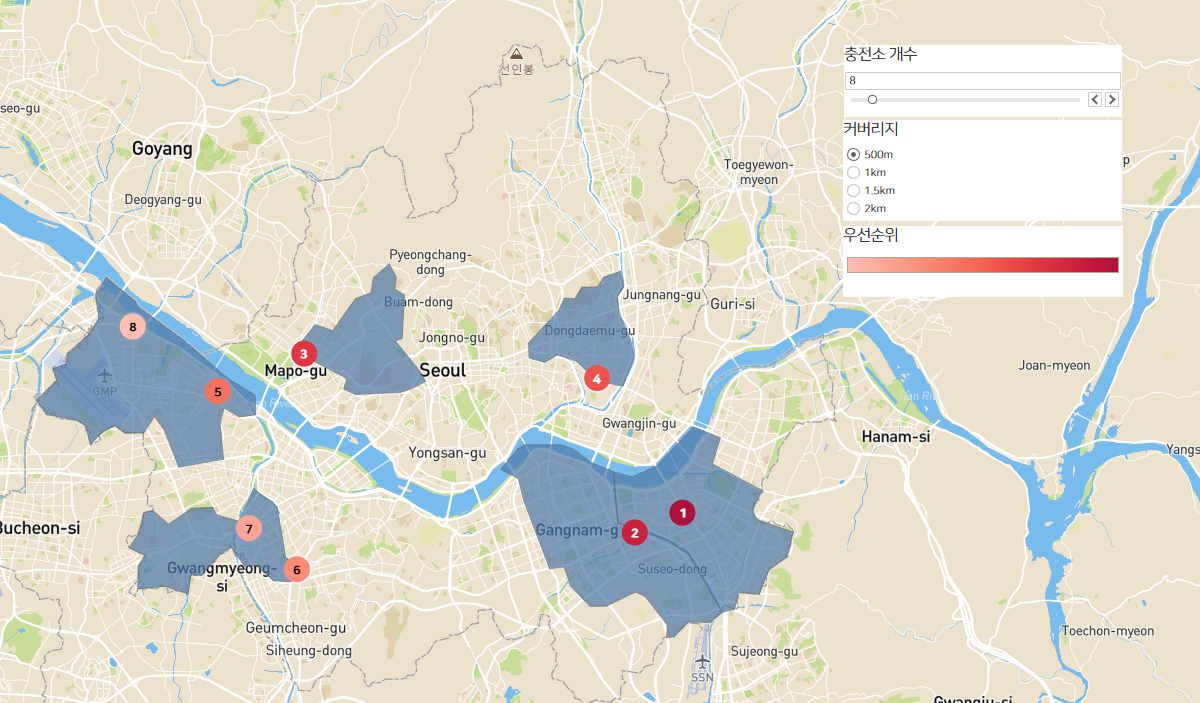 선인봉
충전소 개수
8
커버리지
500m
1km
1,5km
2km
우선순위
seo-gu
Goyang
Deogyang-gu
Toegyewon-
myeon
Pyeongchang-
dong
Buam-dong
Jungnang-gu
Guri-si
8
Dongdaemu-gu
Jongno-gu
3
Mapo-gu
Seoul
4
Joan-myeon
GMP
5
Gwangjin-gu
Hanam-si
Yongsan-gu
Yangs
Bucheon-si
7
Gangnam-g
2
1
Gwangmyeong-
si
6
Suseo-dong
Geumcheon-gu
Siheung-dong
Sujeong-gu
SSN
Toechon-myeon
Gwangju-si